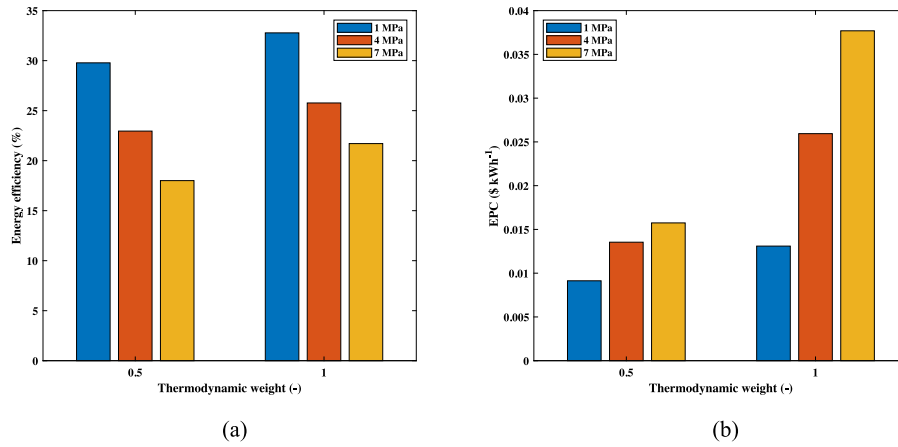 40
35
30
25
20
15
10
5
0
Energy efficiency (%)
0.5
1
Thermodynamic weight (-)
1 MPa
4 MPa
7 MPa
(a)
0.04
0.035
0.03
0.025
0.02
0.015
0.01
0.005
0
EPC ($ kWh⁻¹)
0.5
1
Thermodynamic weight (-)
1 MPa
4 MPa
7 MPa
(b)